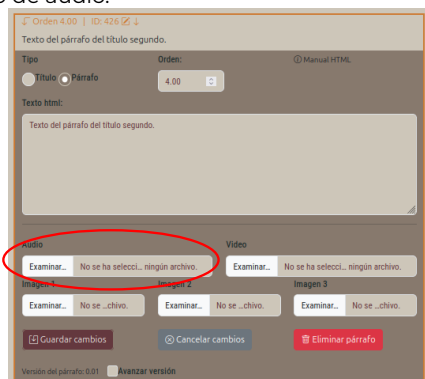 o de audio.
Orden 4.00 | ID: 426
Texto del párrafo del título segundo.
Tipo Orden: Manual HTML
Título Párrafo 4.00
Texto html:
Texto del párrafo del título segundo.
Audio Video
Examinar... No se ha selecci... ningún archivo. Examinar... No se ha selecci... ningún archivo.
Imagen 1 Imagen 2 Imagen 3
Examinar... No se ...chivo. Examinar... No se ...chivo. Examinar... No se ...chivo.
Guardar cambios Cancelar cambios Eliminar párrafo
Versión del párrafo: 0.01 Avanzar versión